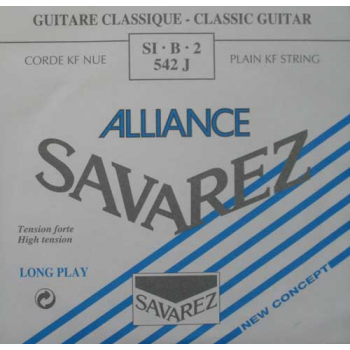 GUITARE CLASSIQUE - CLASSIC GUITAR
CORDE KF NUE
SI · B · 2
542 J
PLAIN KF STRING
ALLIANCE
SAVAREZ
Tension forte
High tension
LONG PLAY
SAVAREZ
NEW CONCEPT